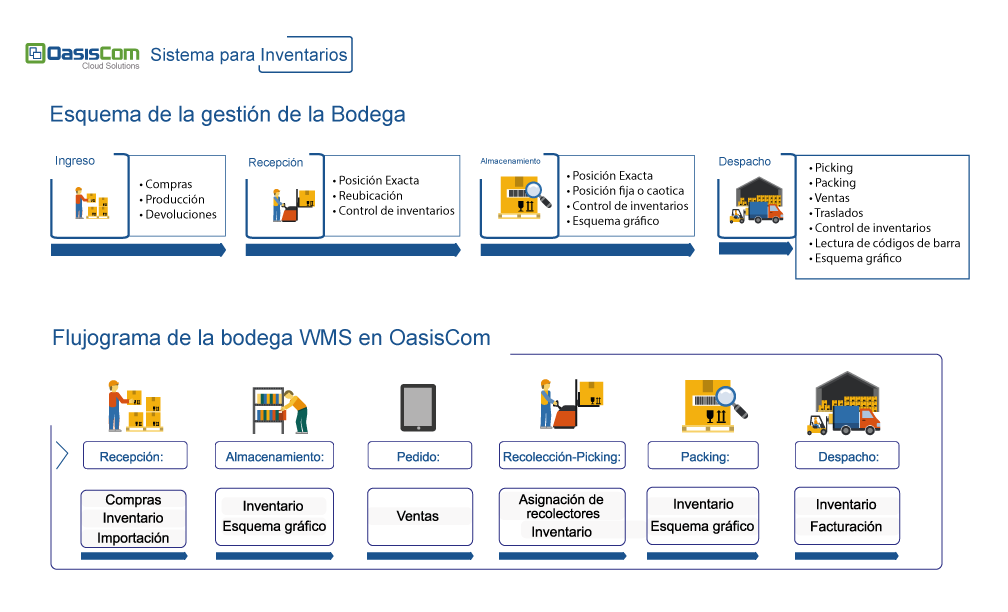 OasisCom
Cloud Solutions
Sistema para Inventarios
Esquema de la gestión de la Bodega
Ingreso
• Compras
• Producción
• Devoluciones
Recepción
• Posición Exacta
• Reubicación
• Control de inventarios
Almacenamiento
• Posición Exacta
• Posición fija o caotica
• Control de inventarios
• Esquema gráfico
Despacho
• Picking
• Packing
• Ventas
• Traslados
• Control de inventarios
• Lectura de códigos de barra
• Esquema gráfico
Flujograma de la bodega WMS en OasisCom
Recepción:
Compras
Inventario
Importación
Almacenamiento:
Inventario
Esquema gráfico
Pedido:
Ventas
Recolección-Picking:
Asignación de
recolectores
Inventario
Packing:
Inventario
Esquema gráfico
Despacho:
Inventario
Facturación